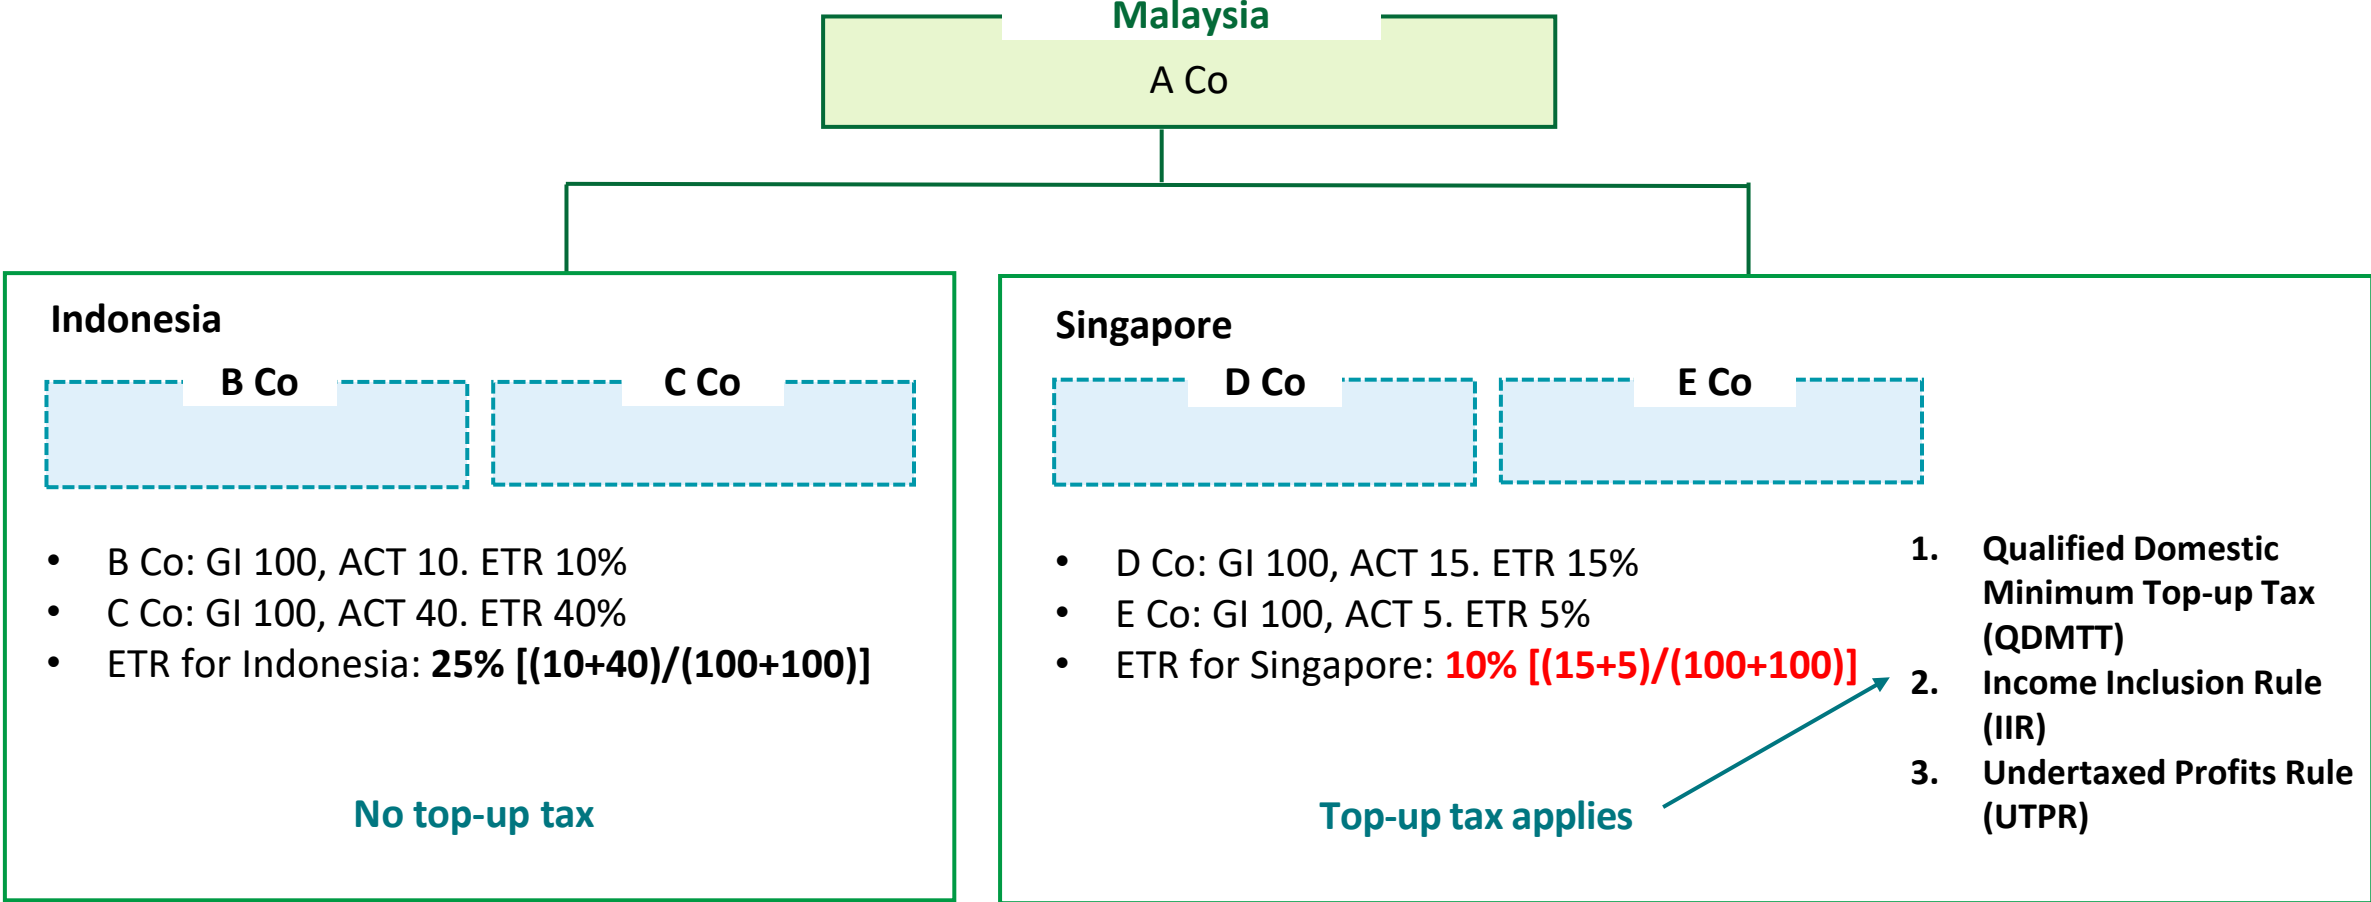 Malaysia
A Co
Indonesia
B Co
C Co
• B Co: GI 100, ACT 10. ETR 10%
• C Co: GI 100, ACT 40. ETR 40%
• ETR for Indonesia: 25% [(10+40)/(100+100)]
No top-up tax
Singapore
D Co
E Co
• D Co: GI 100, ACT 15. ETR 15%
• E Co: GI 100, ACT 5. ETR 5%
• ETR for Singapore: 10% [(15+5)/(100+100)]
Top-up tax applies
1. Qualified Domestic
Minimum Top-up Tax
(QDMTT)
2. Income Inclusion Rule
(IIR)
3. Undertaxed Profits Rule
(UTPR)